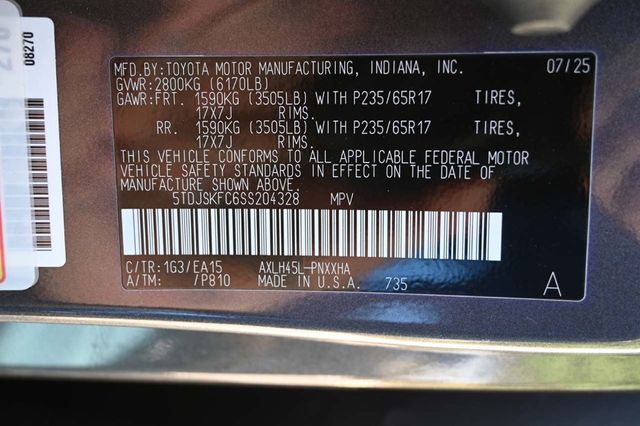 08270
MFD.BY:TOYOTA MOTOR MANUFACTURING, INDIANA, INC. 07/25
GVWR:2800KG (6170LB)
GAWR:FRT. 1590KG (3505LB) WITH P235/65R17 TIRES,
17X7J RIMS.
RR. 1590KG (3505LB) WITH P235/65R17 TIRES,
17X7J RIMS.
THIS VEHICLE CONFORMS TO ALL APPLICABLE FEDERAL MOTOR
VEHICLE SAFETY STANDARDS IN EFFECT ON THE DATE OF
MANUFACTURE SHOWN ABOVE.
5TDJSKFC6SS204328 MPV
C/TR:1G3/EA15 AXLH45L-PNXXHA
A/TM: /P810 MADE IN U.S.A. 735 A